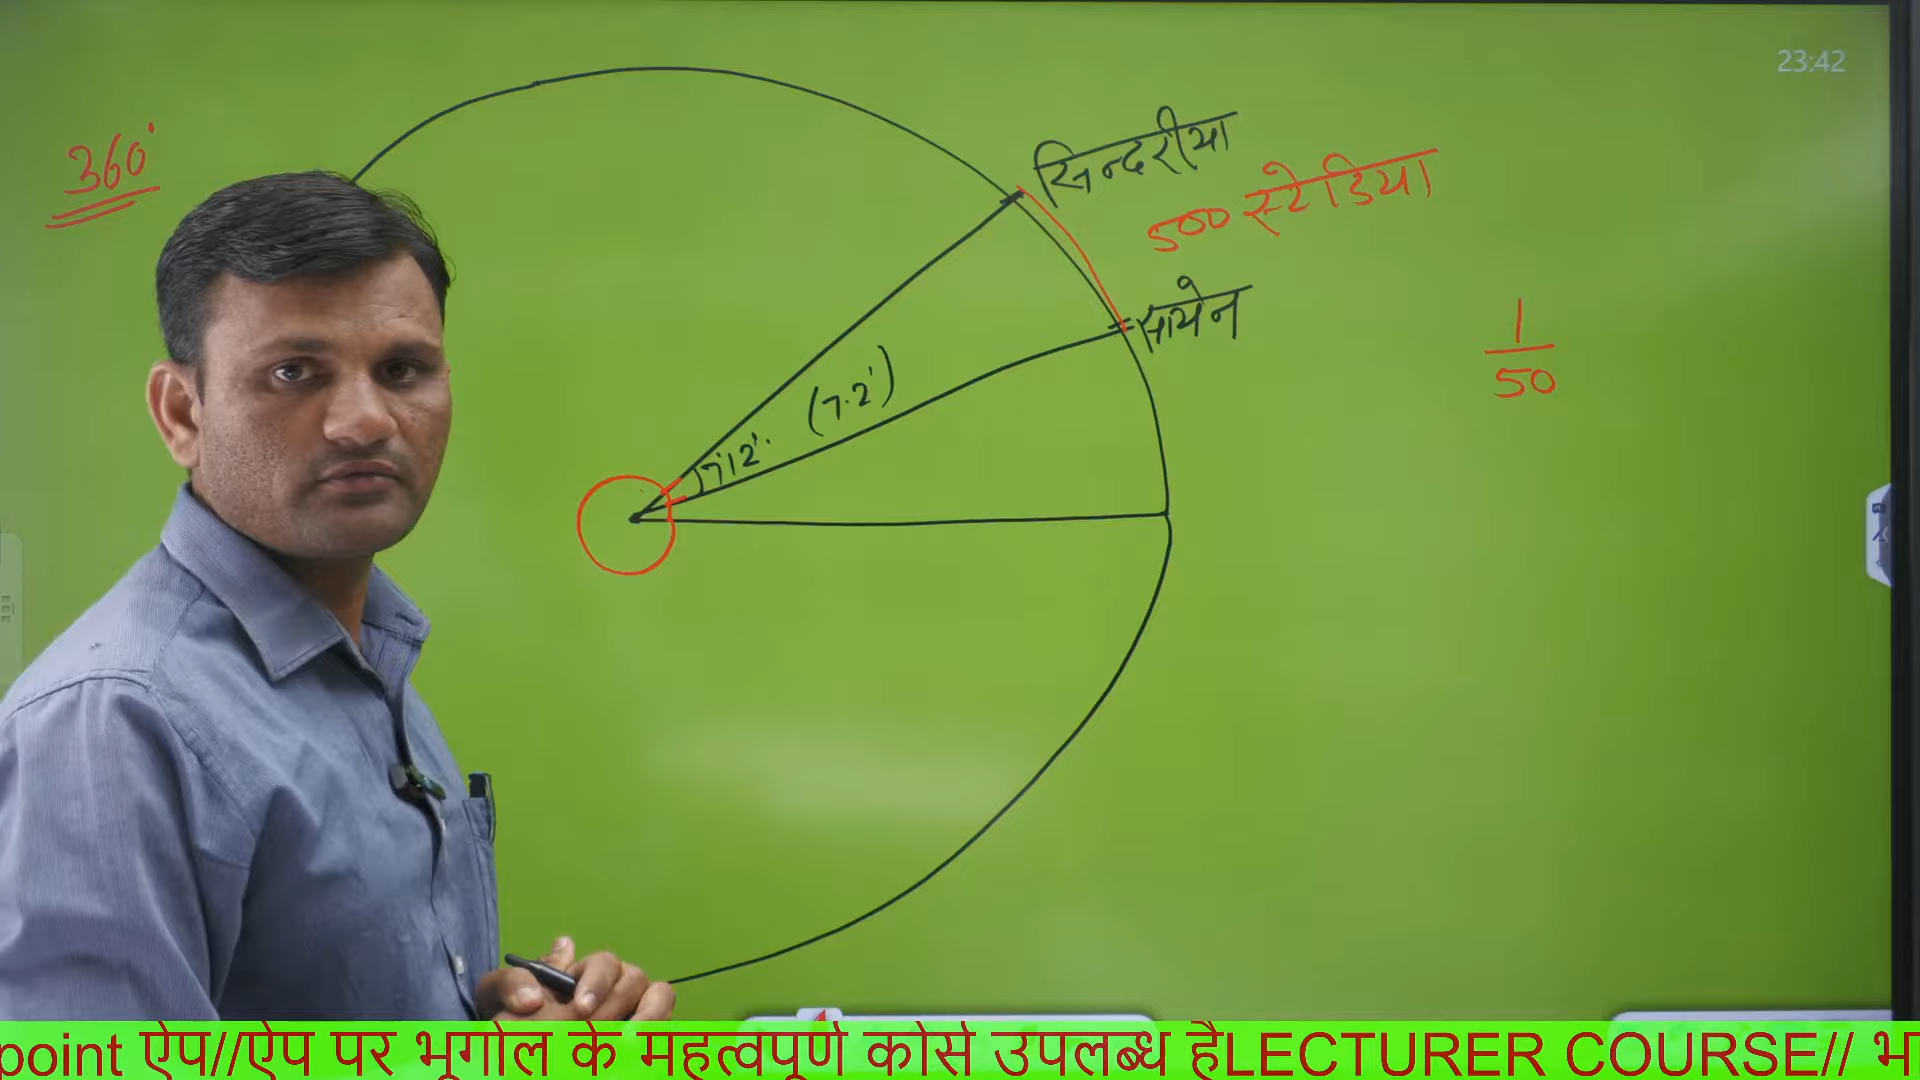 23:42
360°
सिन्दरीया
500 स्टेडिया
सायेन
1
50
(7.2°)
7°12'
point ऐप//ऐप पर भूगोल के महत्वपूर्ण कोर्स उपलब्ध हैLECTURER COURSE// भा